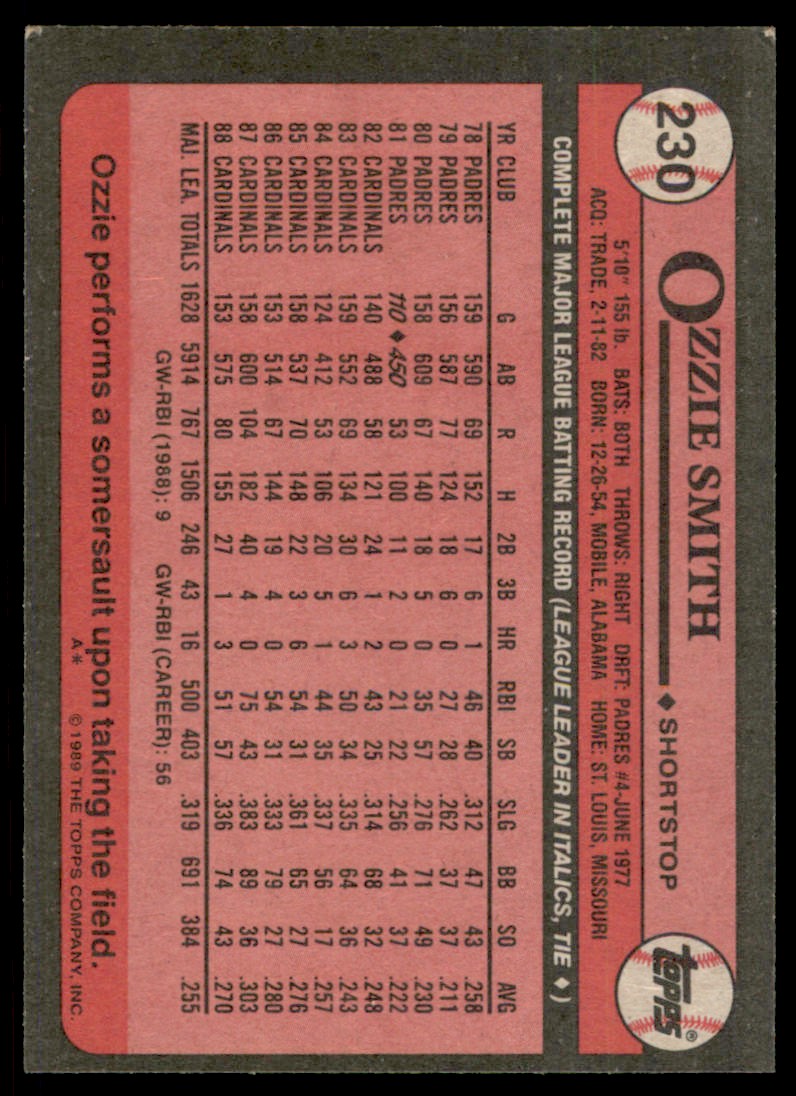 230
OZZIE SMITH ♦ SHORTSTOP
topps®
5'10" 155 lb. BATS: BOTH THROWS: RIGHT DRFT: PADRES #4-JUNE 1977
ACQ: TRADE, 2-11-82 BORN: 12-26-54, MOBILE, ALABAMA HOME: ST. LOUIS, MISSOURI
COMPLETE MAJOR LEAGUE BATTING RECORD (LEAGUE LEADER IN ITALICS, TIE ♦)
YR CLUB G AB R H 2B 3B HR RBI SB SLG BB SO AVG
78 PADRES 159 590 69 152 17 6 1 46 40 .312 47 43 .258
79 PADRES 156 587 77 124 18 6 0 27 28 .262 37 37 .211
80 PADRES 158 609 67 140 18 5 0 35 57 .276 71 49 .230
81 PADRES 110 ♦ 450 53 100 11 2 0 21 22 .256 41 37 .222
82 CARDINALS 140 488 58 121 24 1 2 43 25 .314 68 32 .248
83 CARDINALS 159 552 69 134 30 6 3 50 34 .335 64 36 .243
84 CARDINALS 124 412 53 106 20 5 1 44 35 .337 56 17 .257
85 CARDINALS 158 537 70 148 22 3 6 54 31 .361 65 27 .276
86 CARDINALS 153 514 67 144 19 4 0 54 31 .333 79 27 .280
87 CARDINALS 158 600 104 182 40 4 0 75 43 .383 89 36 .303
88 CARDINALS 153 575 80 155 27 1 3 51 57 .336 74 43 .270
MAJ. LEA. TOTALS 1628 5914 767 1506 246 43 16 500 403 .319 691 384 .255
GW-RBI (1988): 9 GW-RBI (CAREER): 56
Ozzie performs a somersault upon taking the field.
A* © 1989 THE TOPPS COMPANY, INC.